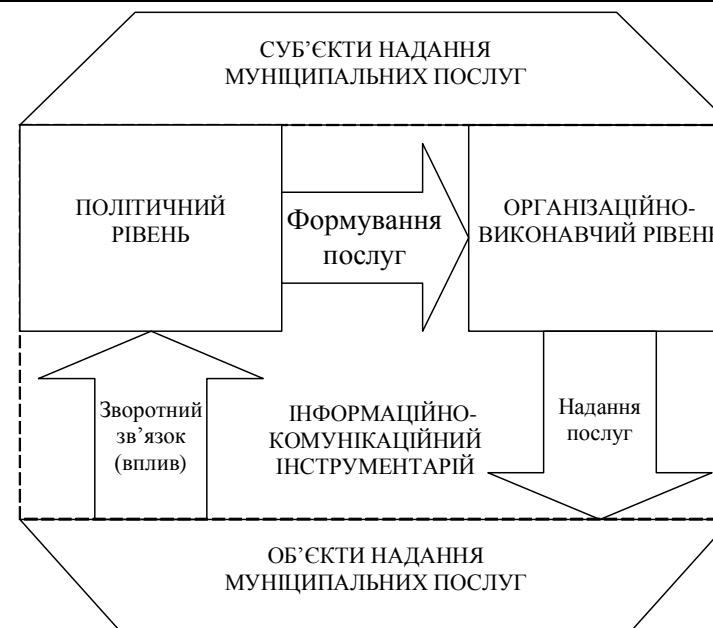 СУБ’ЄКТИ НАДАННЯ
МУНІЦИПАЛЬНИХ ПОСЛУГ
ПОЛІТИЧНИЙ
РІВЕНЬ
Формування
послуг
ОРГАНІЗАЦІЙНО-
ВИКОНАВЧИЙ РІВЕНЬ
Зворотний
зв’язок
(вплив)
ІНФОРМАЦІЙНО-
КОМУНІКАЦІЙНИЙ
ІНСТРУМЕНТАРІЙ
Надання
послуг
ОБ’ЄКТИ НАДАННЯ
МУНІЦИПАЛЬНИХ ПОСЛУГ